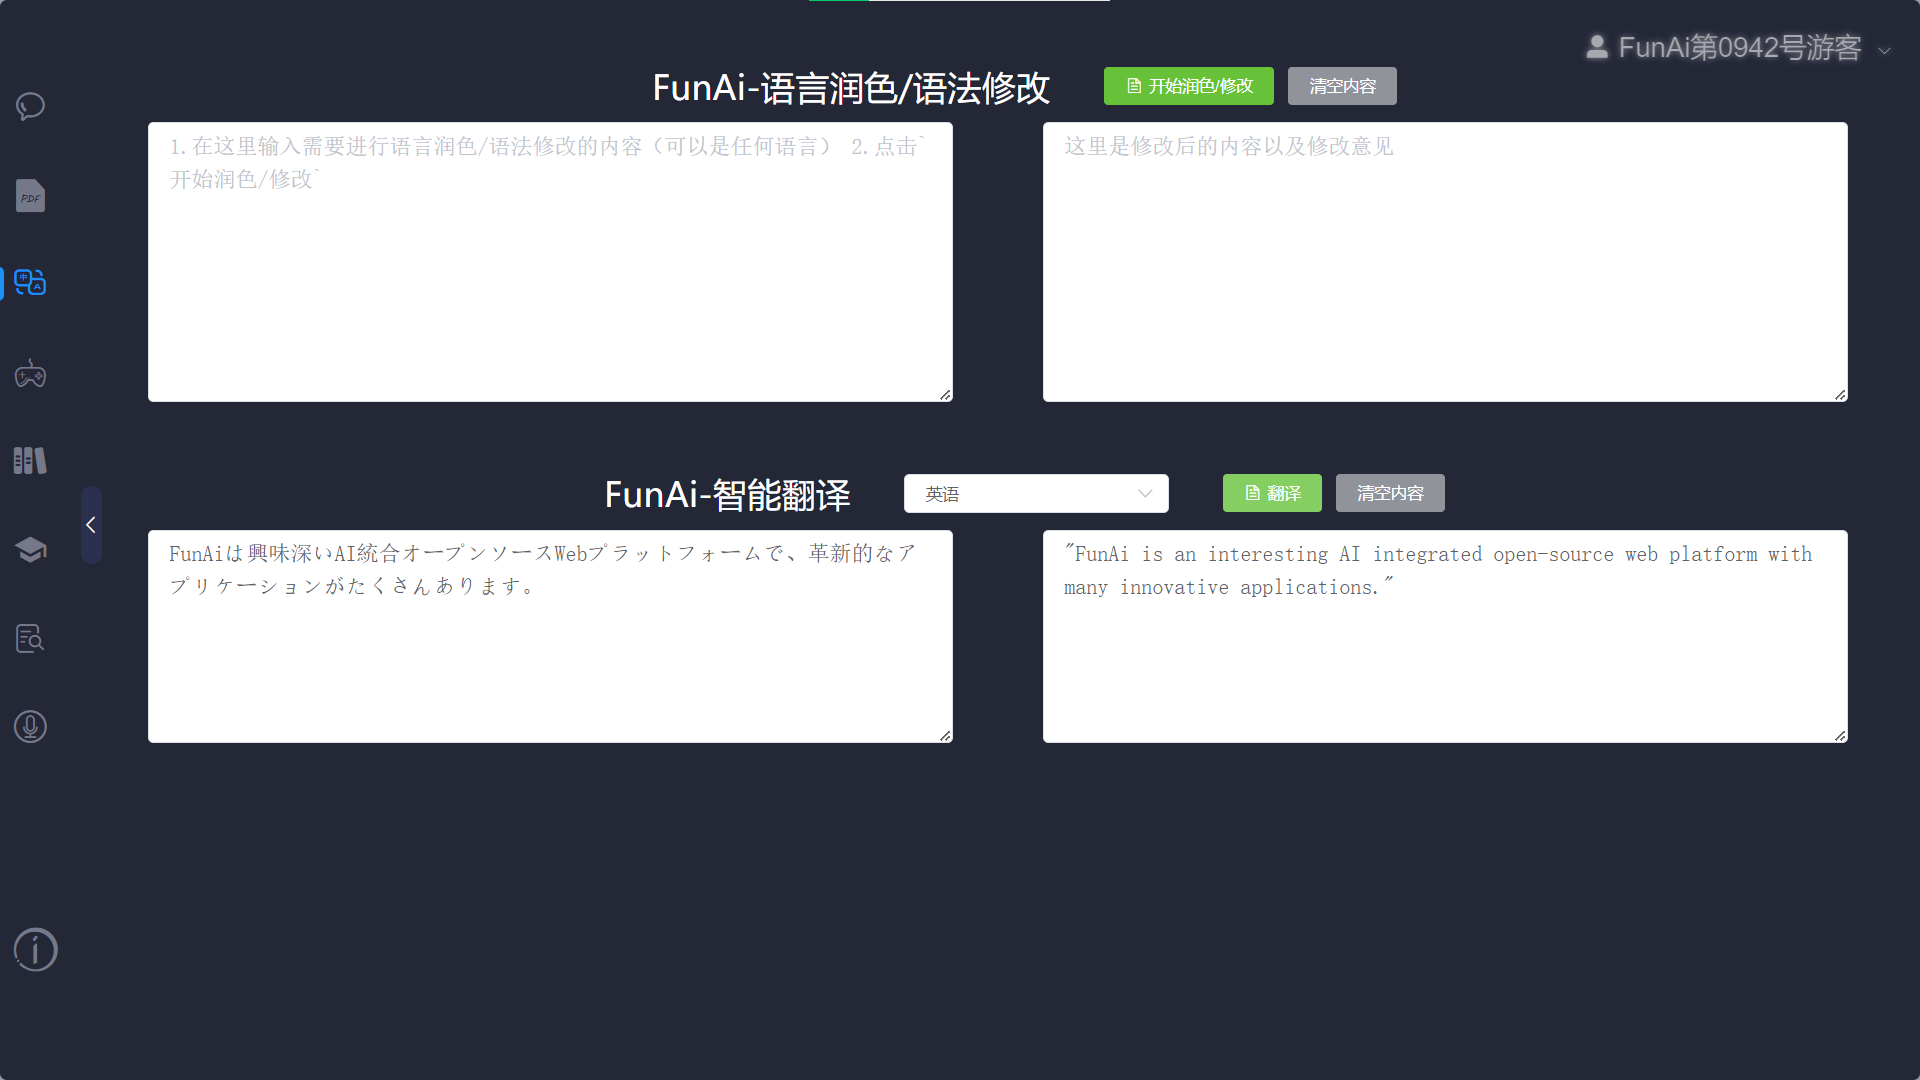 FunAi第0942号游客
FunAi-语言润色/语法修改
开始润色/修改
清空内容
1.在这里输入需要进行语言润色/语法修改的内容（可以是任何语言） 2.点击`
开始润色/修改`
这里是修改后的内容以及修改意见
PDF
中
A
FunAi-智能翻译
英语
翻译
清空内容
FunAiは興味深いAI統合オープンソースWebプラットフォームで、革新的なア
プリケーションがたくさんあります。
"FunAi is an interesting AI integrated open-source web platform with
many innovative applications."